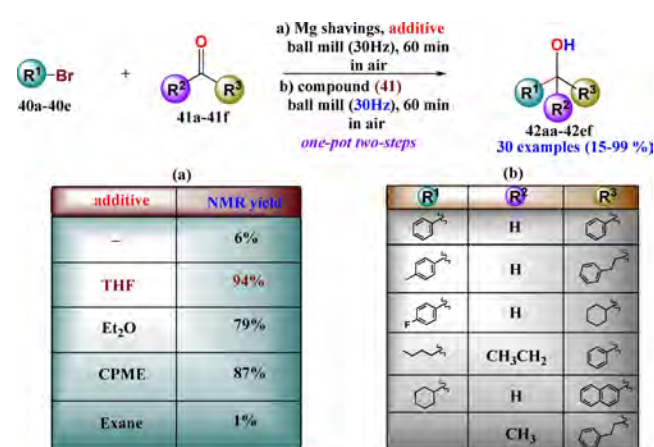 a) Mg shavings, additive
ball mill (30Hz), 60 min
in air
b) compound (41)
ball mill (30Hz), 60 min
in air
one-pot two-steps
R1-Br
+
O
R2
R3
40a-40e
41a-41f
OH
R1
R2
R3
42aa-42ef
30 examples (15-99 %)
(a)
additive NMR yield
– 6%
THF 94%
Et2O 79%
CPME 87%
Exane 1%
(b)
R1 R2 R3
H
H
F H
CH3CH2
H
CH3